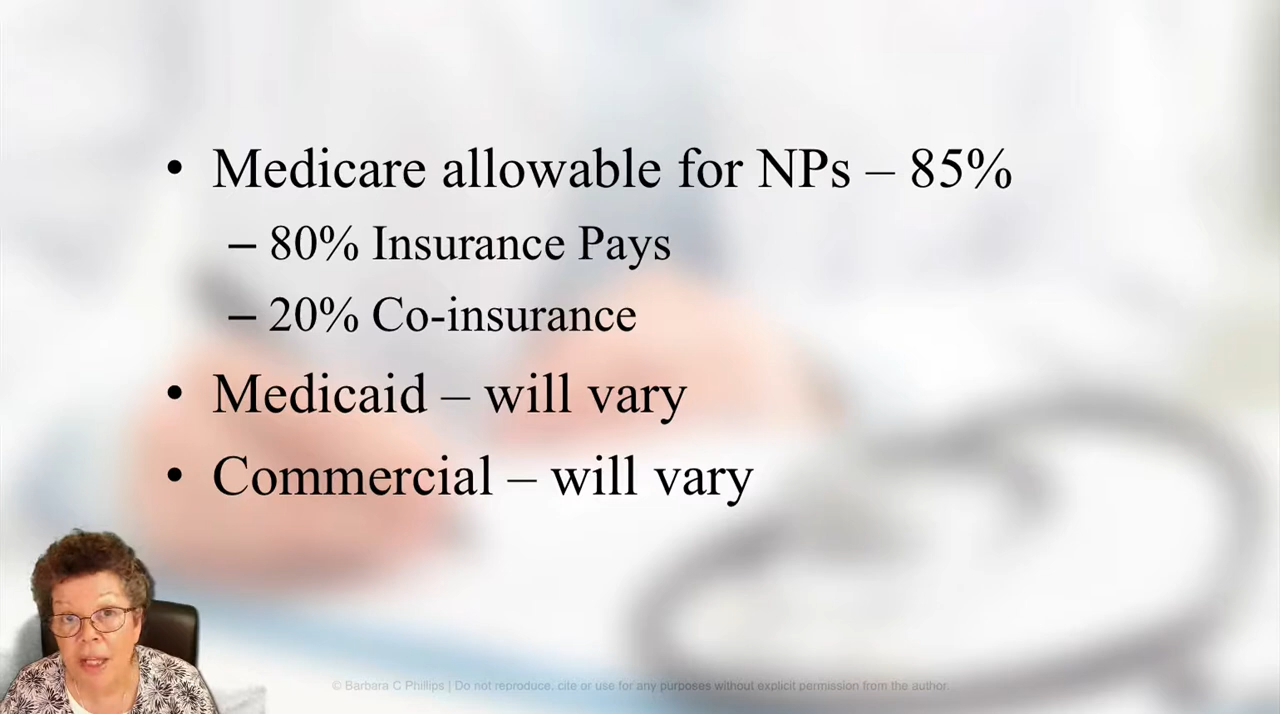 • Medicare allowable for NPs – 85%
– 80% Insurance Pays
– 20% Co-insurance
• Medicaid – will vary
• Commercial – will vary
© Barbara C Phillips | Do not reproduce, cite or use for any purposes without explicit permission from the author.